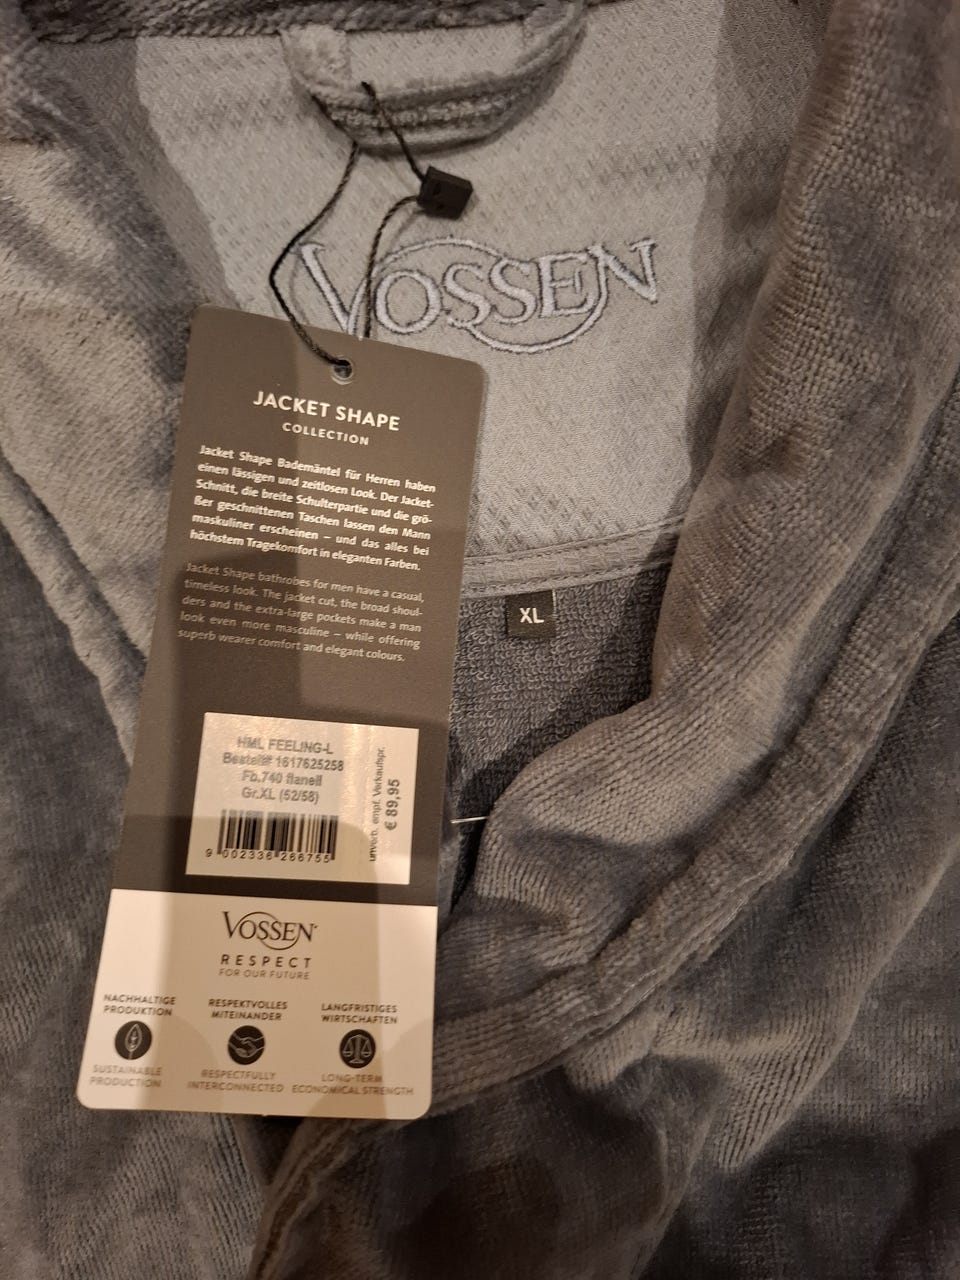 VOSSEN
JACKET SHAPE
COLLECTION
Jacket Shape Bademäntel für Herren haben
einen lässigen und zeitlosen Look. Der Jacket-
Schnitt, die breite Schulterpartie und die grö-
ßer geschnittenen Taschen lassen den Mann
maskuliner erscheinen – und das alles bei
höchstem Tragekomfort in eleganten Farben.
Jacket Shape bathrobes for men have a casual,
timeless look. The jacket cut, the broad shoul-
ders and the extra-large pockets make a man
look even more masculine – while offering
superb wearer comfort and elegant colours.
XL
HML FEELING-L
Bestell# 1617625258
Fb.740 flanell
Gr.XL (52/58)
9 002336 266755
unverb. empf. Verkaufspr.
€ 89,95
VOSSEN
RESPECT
FOR OUR FUTURE
NACHHALTIGE
PRODUKTION
SUSTAINABLE
PRODUCTION
RESPEKTVOLLES
MITEINANDER
RESPECTFULLY
INTERCONNECTED
LANGFRISTIGES
WIRTSCHAFTEN
LONG-TERM
ECONOMICAL STRENGTH